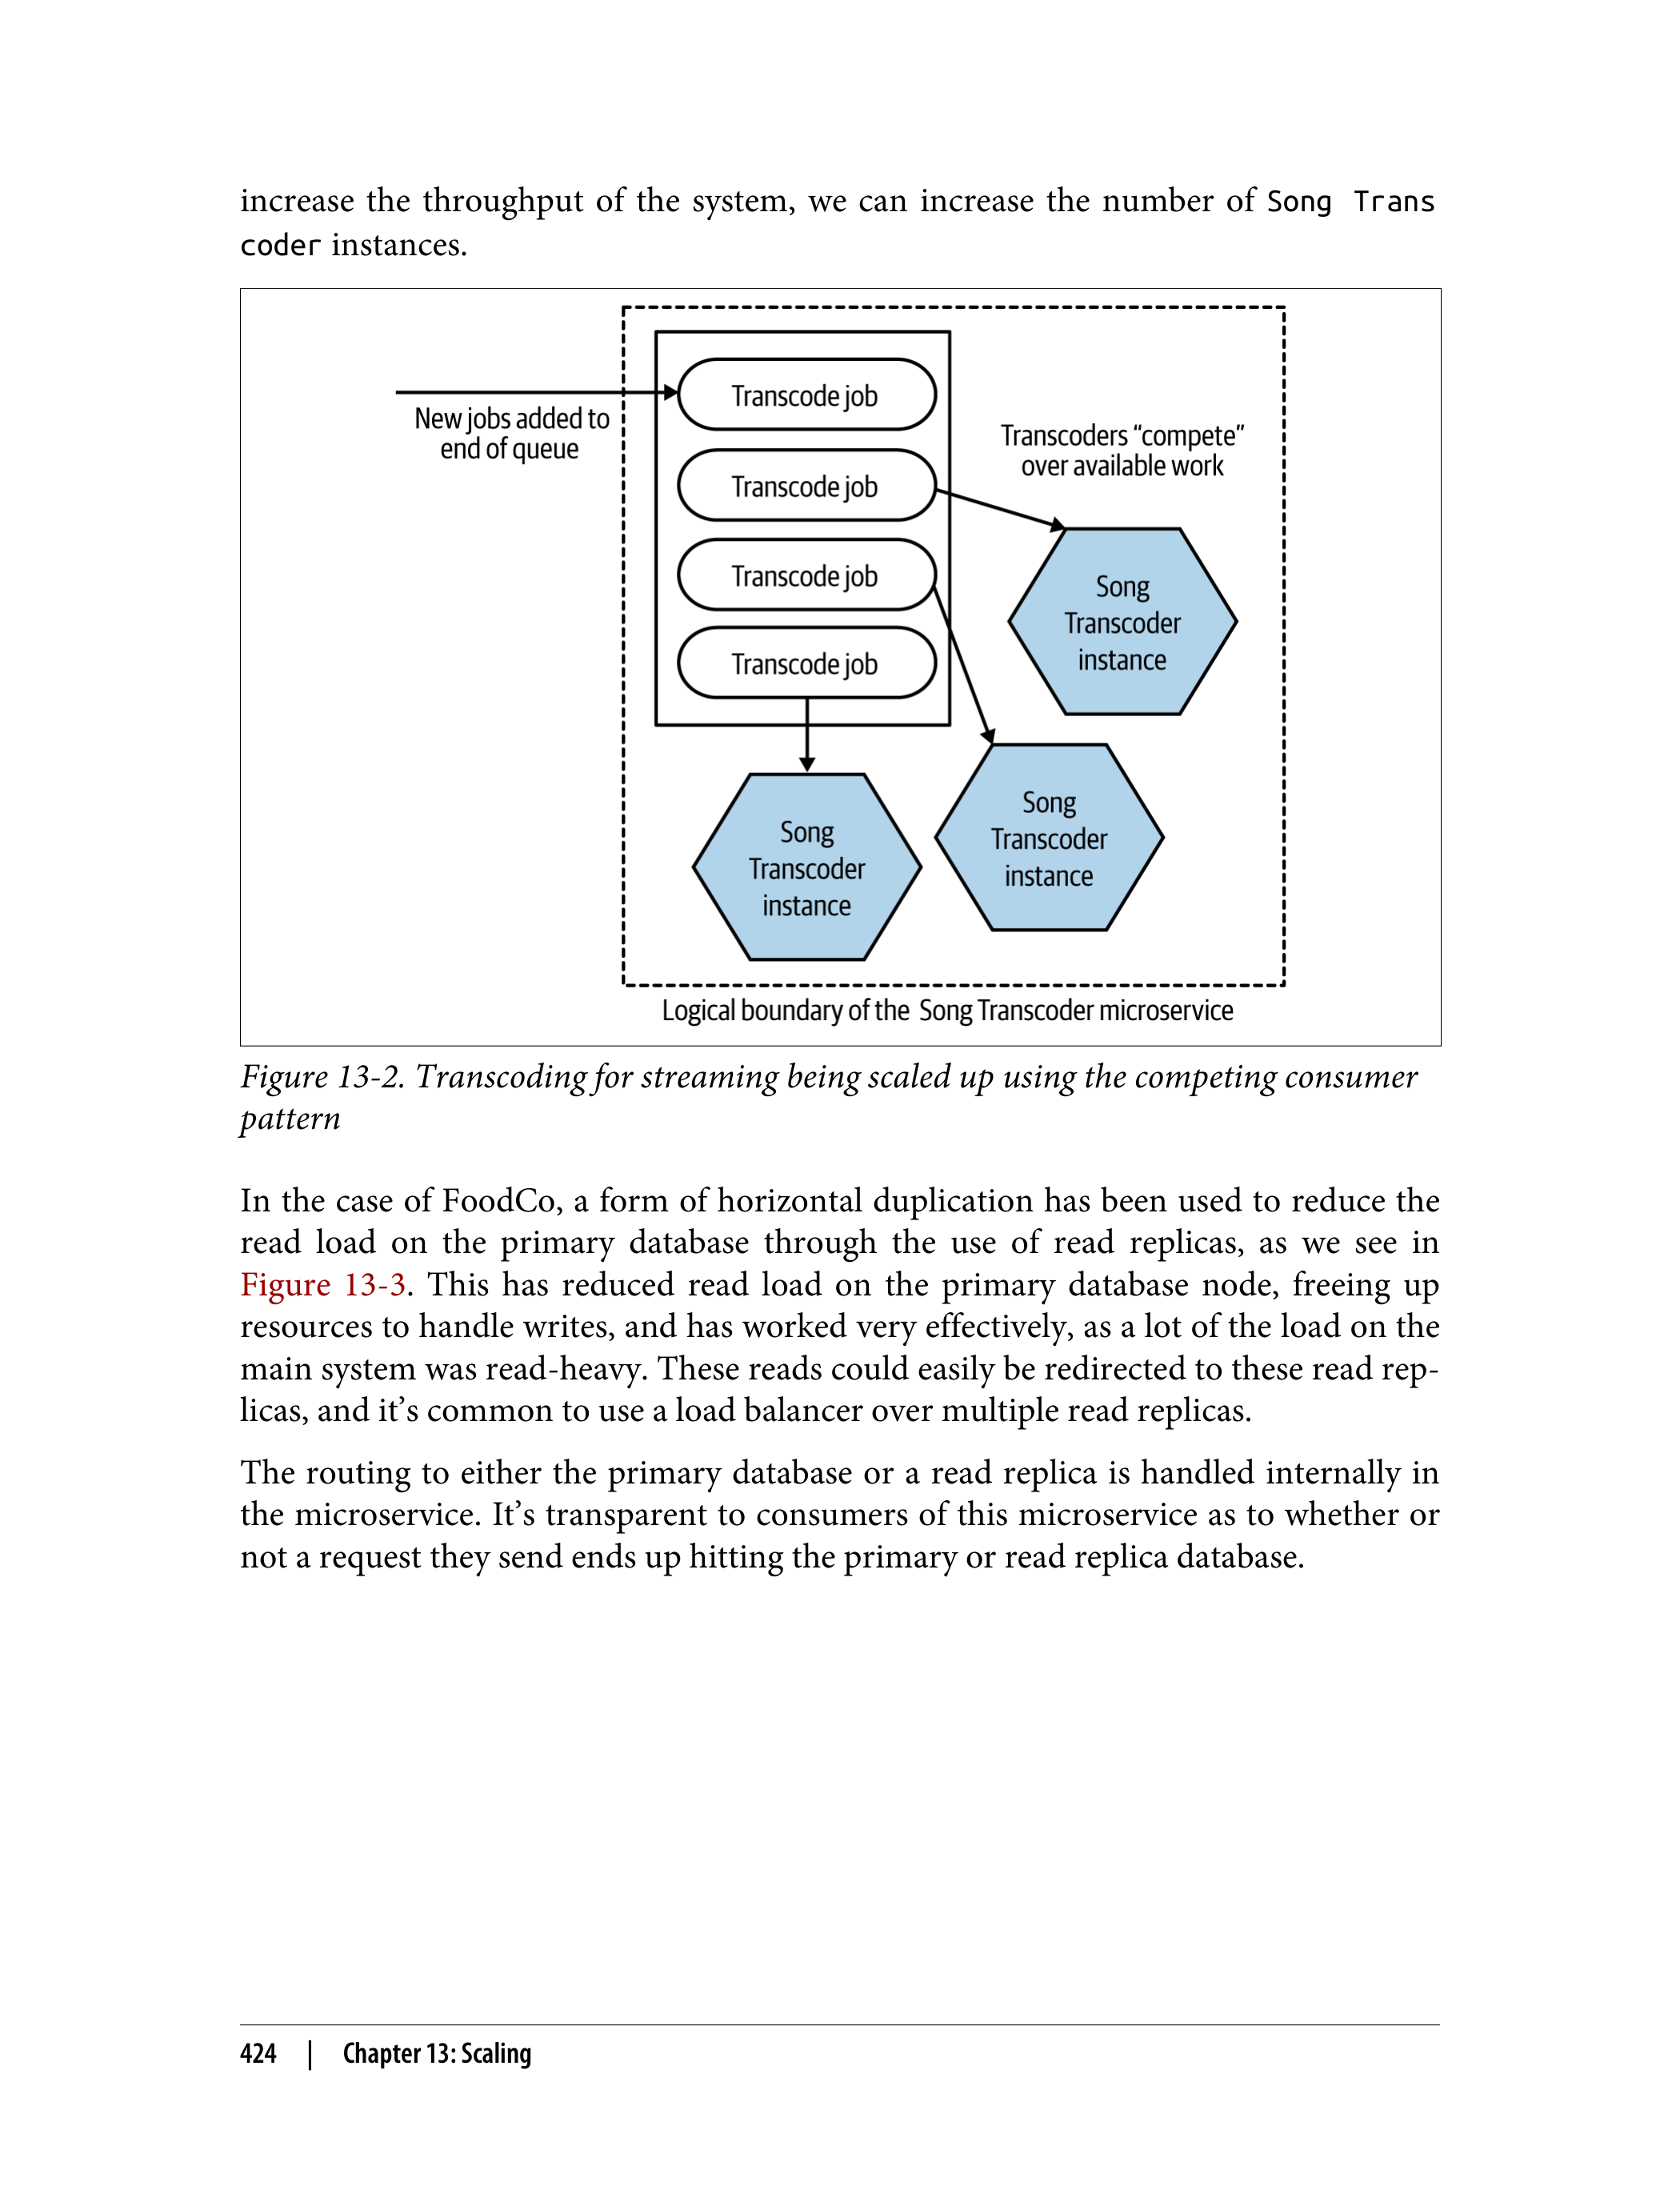 increase the throughput of the system, we can increase the number of Song Trans
coder instances.
New jobs added to
end of queue
Transcode job
Transcode job
Transcode job
Transcode job
Transcoders “compete”
over available work
Song
Transcoder
instance
Song
Transcoder
instance
Song
Transcoder
instance
Logical boundary of the Song Transcoder microservice
Figure 13-2. Transcoding for streaming being scaled up using the competing consumer
pattern
In the case of FoodCo, a form of horizontal duplication has been used to reduce the
read load on the primary database through the use of read replicas, as we see in
Figure 13-3. This has reduced read load on the primary database node, freeing up
resources to handle writes, and has worked very effectively, as a lot of the load on the
main system was read-heavy. These reads could easily be redirected to these read rep-
licas, and it’s common to use a load balancer over multiple read replicas.
The routing to either the primary database or a read replica is handled internally in
the microservice. It’s transparent to consumers of this microservice as to whether or
not a request they send ends up hitting the primary or read replica database.
424 | Chapter 13: Scaling